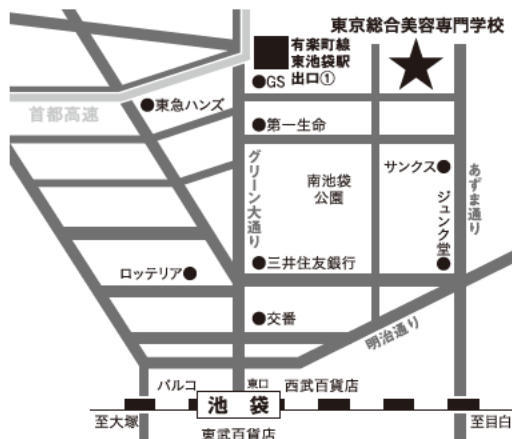 東京総合美容専門学校
有楽町線
東池袋駅
出口①
GS
首都高速
東急ハンズ
第一生命
グリーン大通り
南池袋
公園
サンクス
あずま通り
ジュンク堂
三井住友銀行
ロッテリア
交番
明治通り
パルコ
東口
西武百貨店
池袋
至大塚
至目白
東武百貨店